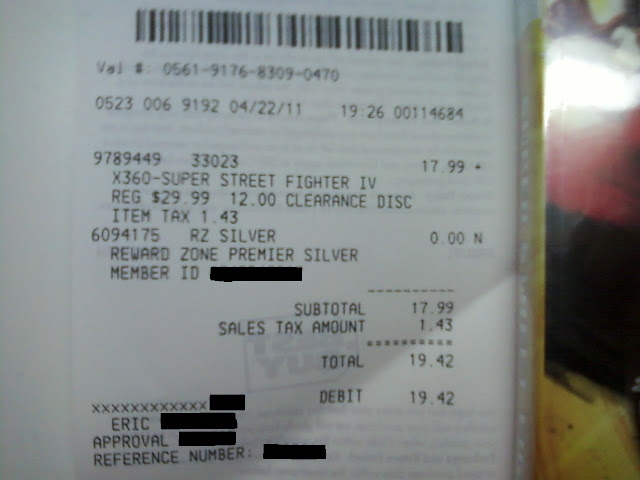 Val #: 0561-9176-8309-0470
0523 006 9192 04/22/11 19:26 00114684
9789449 33023 17.99 +
X360-SUPER STREET FIGHTER IV
REG $29.99 12.00 CLEARANCE DISC
ITEM TAX 1.43
6094175 RZ SILVER 0.00 N
REWARD ZONE PREMIER SILVER
MEMBER ID
SUBTOTAL 17.99
SALES TAX AMOUNT 1.43
TOTAL 19.42
xxxxxxxxxxxx DEBIT 19.42
ERIC
APPROVAL
REFERENCE NUMBER: